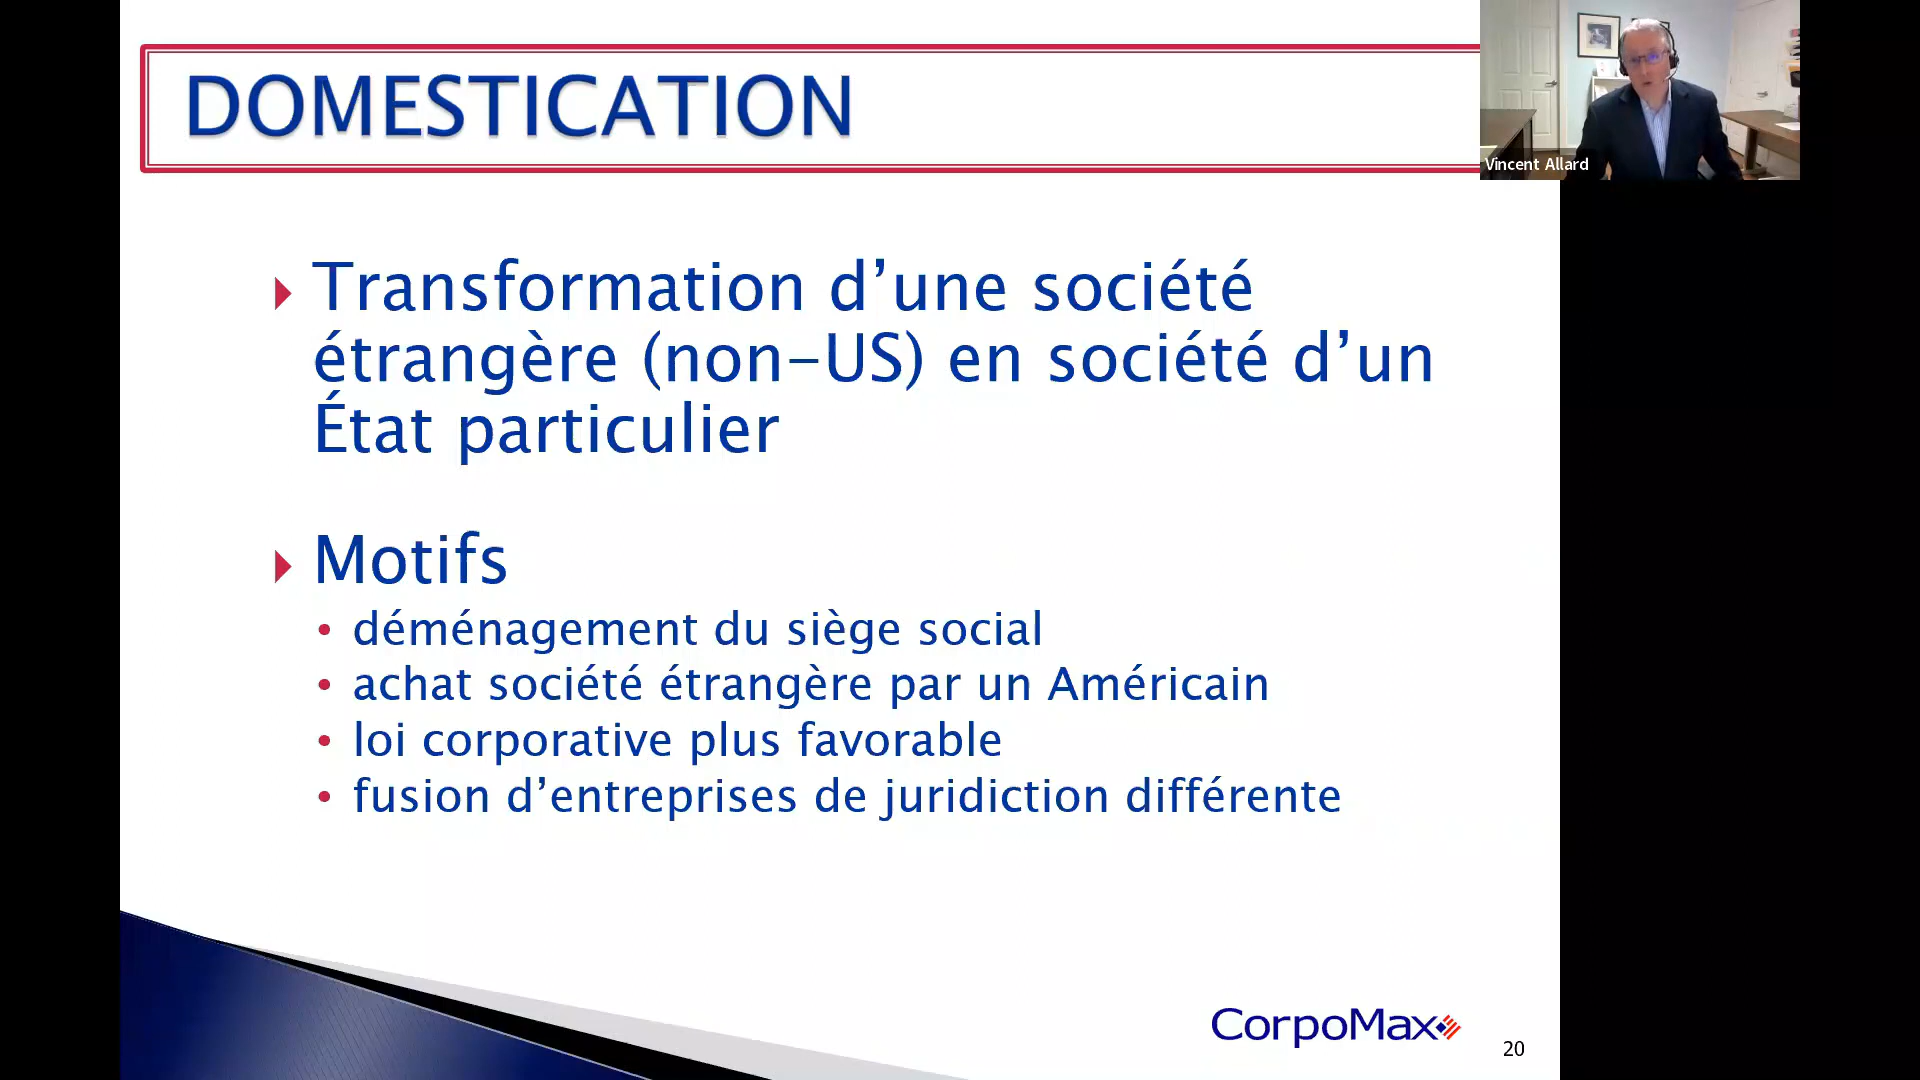 DOMESTICATION
Vincent Allard
Transformation d’une société
étrangère (non-US) en société d’un
État particulier
Motifs
déménagement du siège social
achat société étrangère par un Américain
loi corporative plus favorable
fusion d’entreprises de juridiction différente
CorpoMax
20